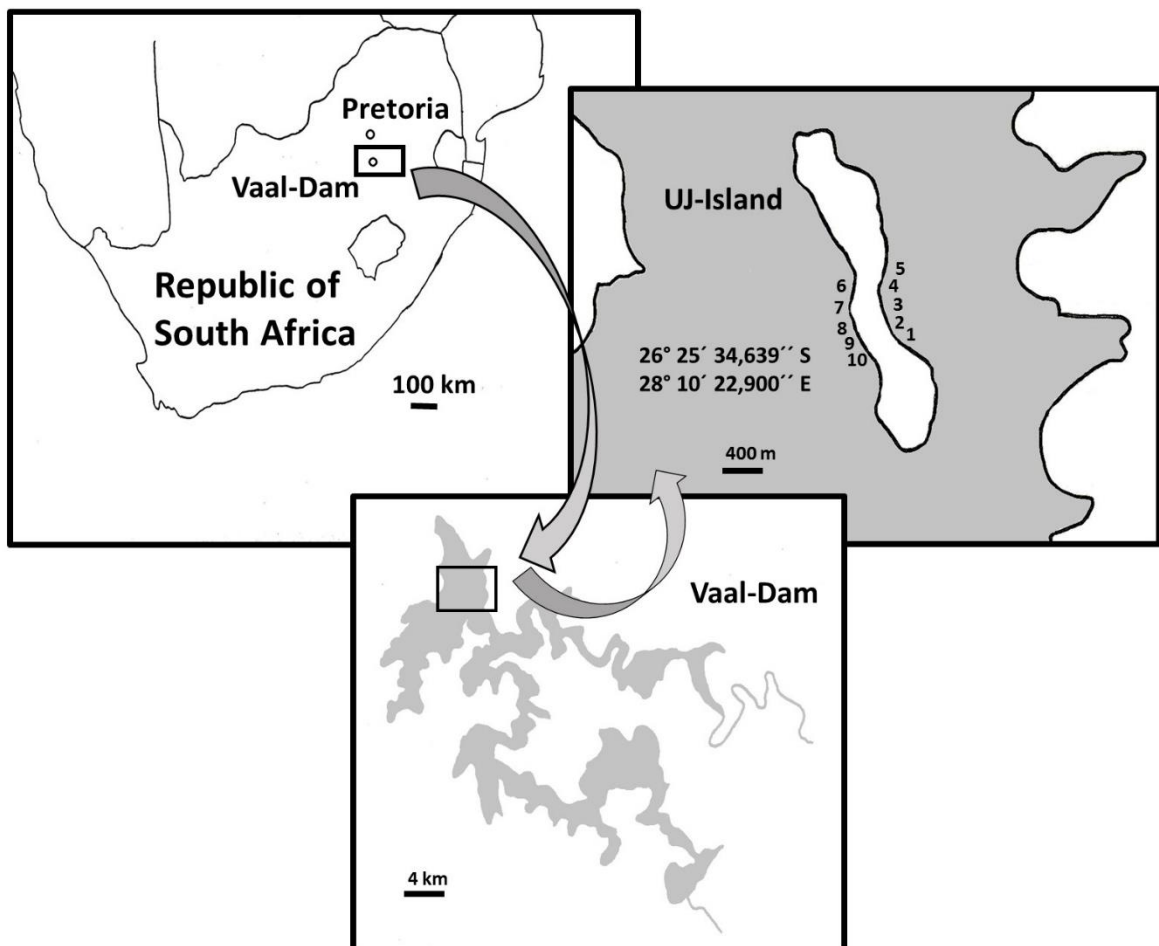 Pretoria
Vaal-Dam
Republic of
South Africa
100 km
UJ-Island
5
6 4
7 3
8 2
9 1
10
26° 25´ 34,639´´ S
28° 10´ 22,900´´ E
400 m
Vaal-Dam
4 km